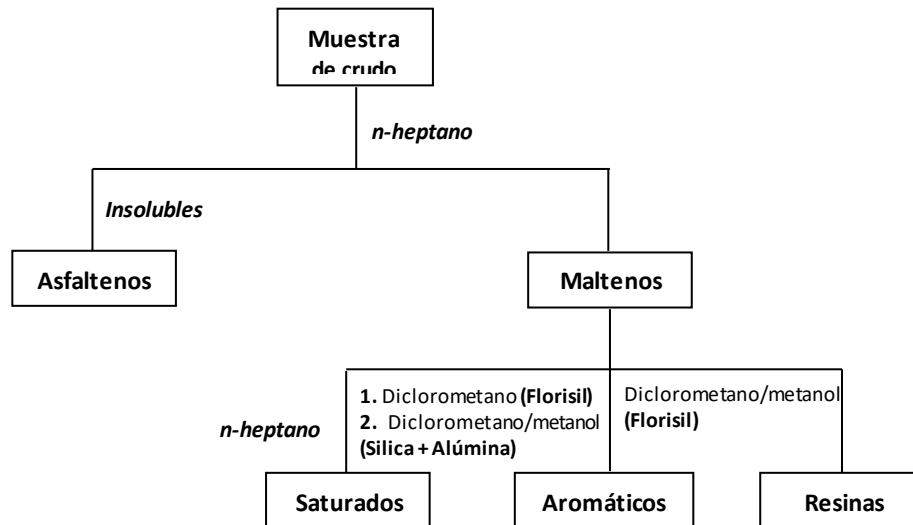 Muestra
de crudo
n-heptano
Insolubles
Asfaltenos
Maltenos
1. Diclorometano (Florisil)
2. Diclorometano/metanol
(Silica + Alúmina)
Diclorometano/metanol
(Florisil)
n-heptano
Saturados
Aromáticos
Resinas